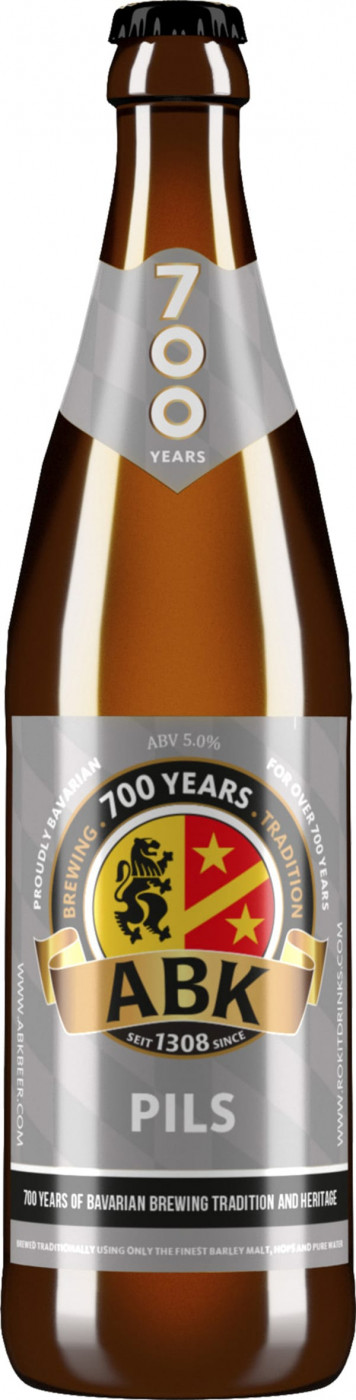 700
YEARS
ABV 5.0%
PROUDLY BAVARIAN
FOR OVER 700 YEARS
700 YEARS
BREWING · TRADITION
ABK
SEIT 1308 SINCE
WWW.ABKBEER.COM
WWW.ROKITDRINKS.COM
PILS
700 YEARS OF BAVARIAN BREWING TRADITION AND HERITAGE
BREWED TRADITIONALLY USING ONLY THE FINEST BARLEY MALT, HOPS AND PURE WATER